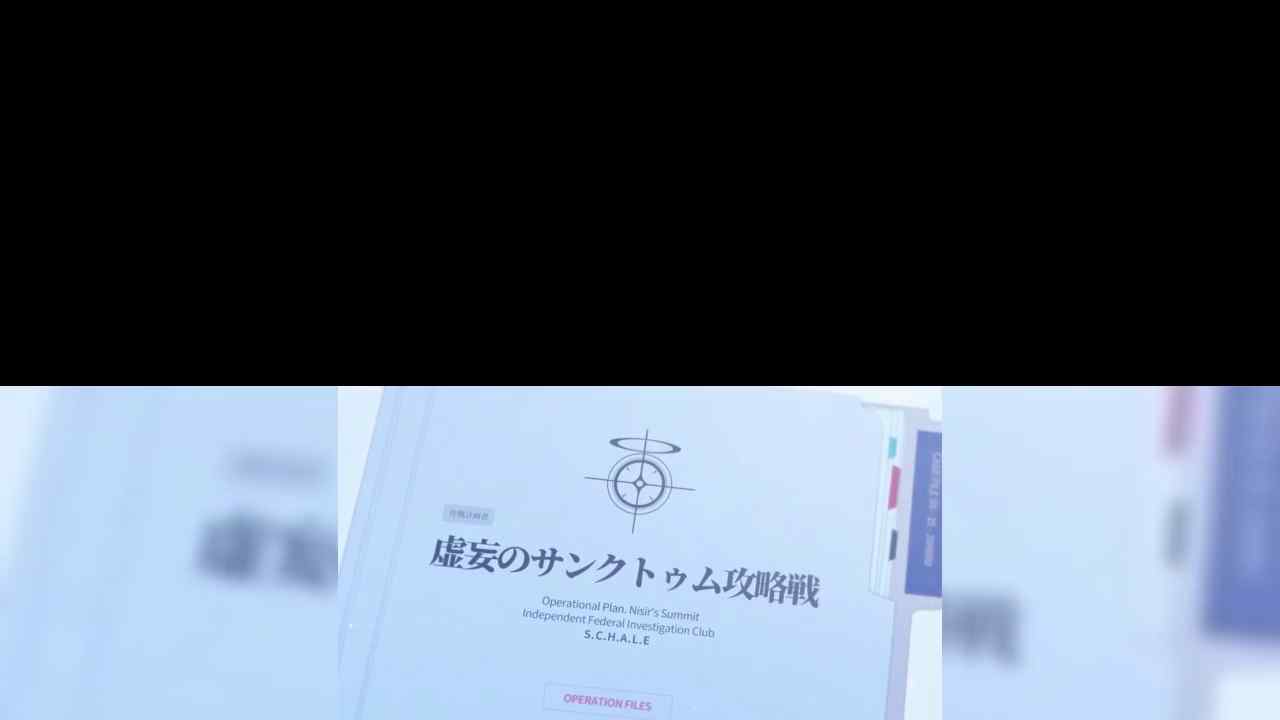 作戦計画書
虚妄のサンクトゥム攻略戦
Operational Plan. Nisir's Summit
Independent Federal Investigation Club
S.C.H.A.L.E
OPERATION FILES